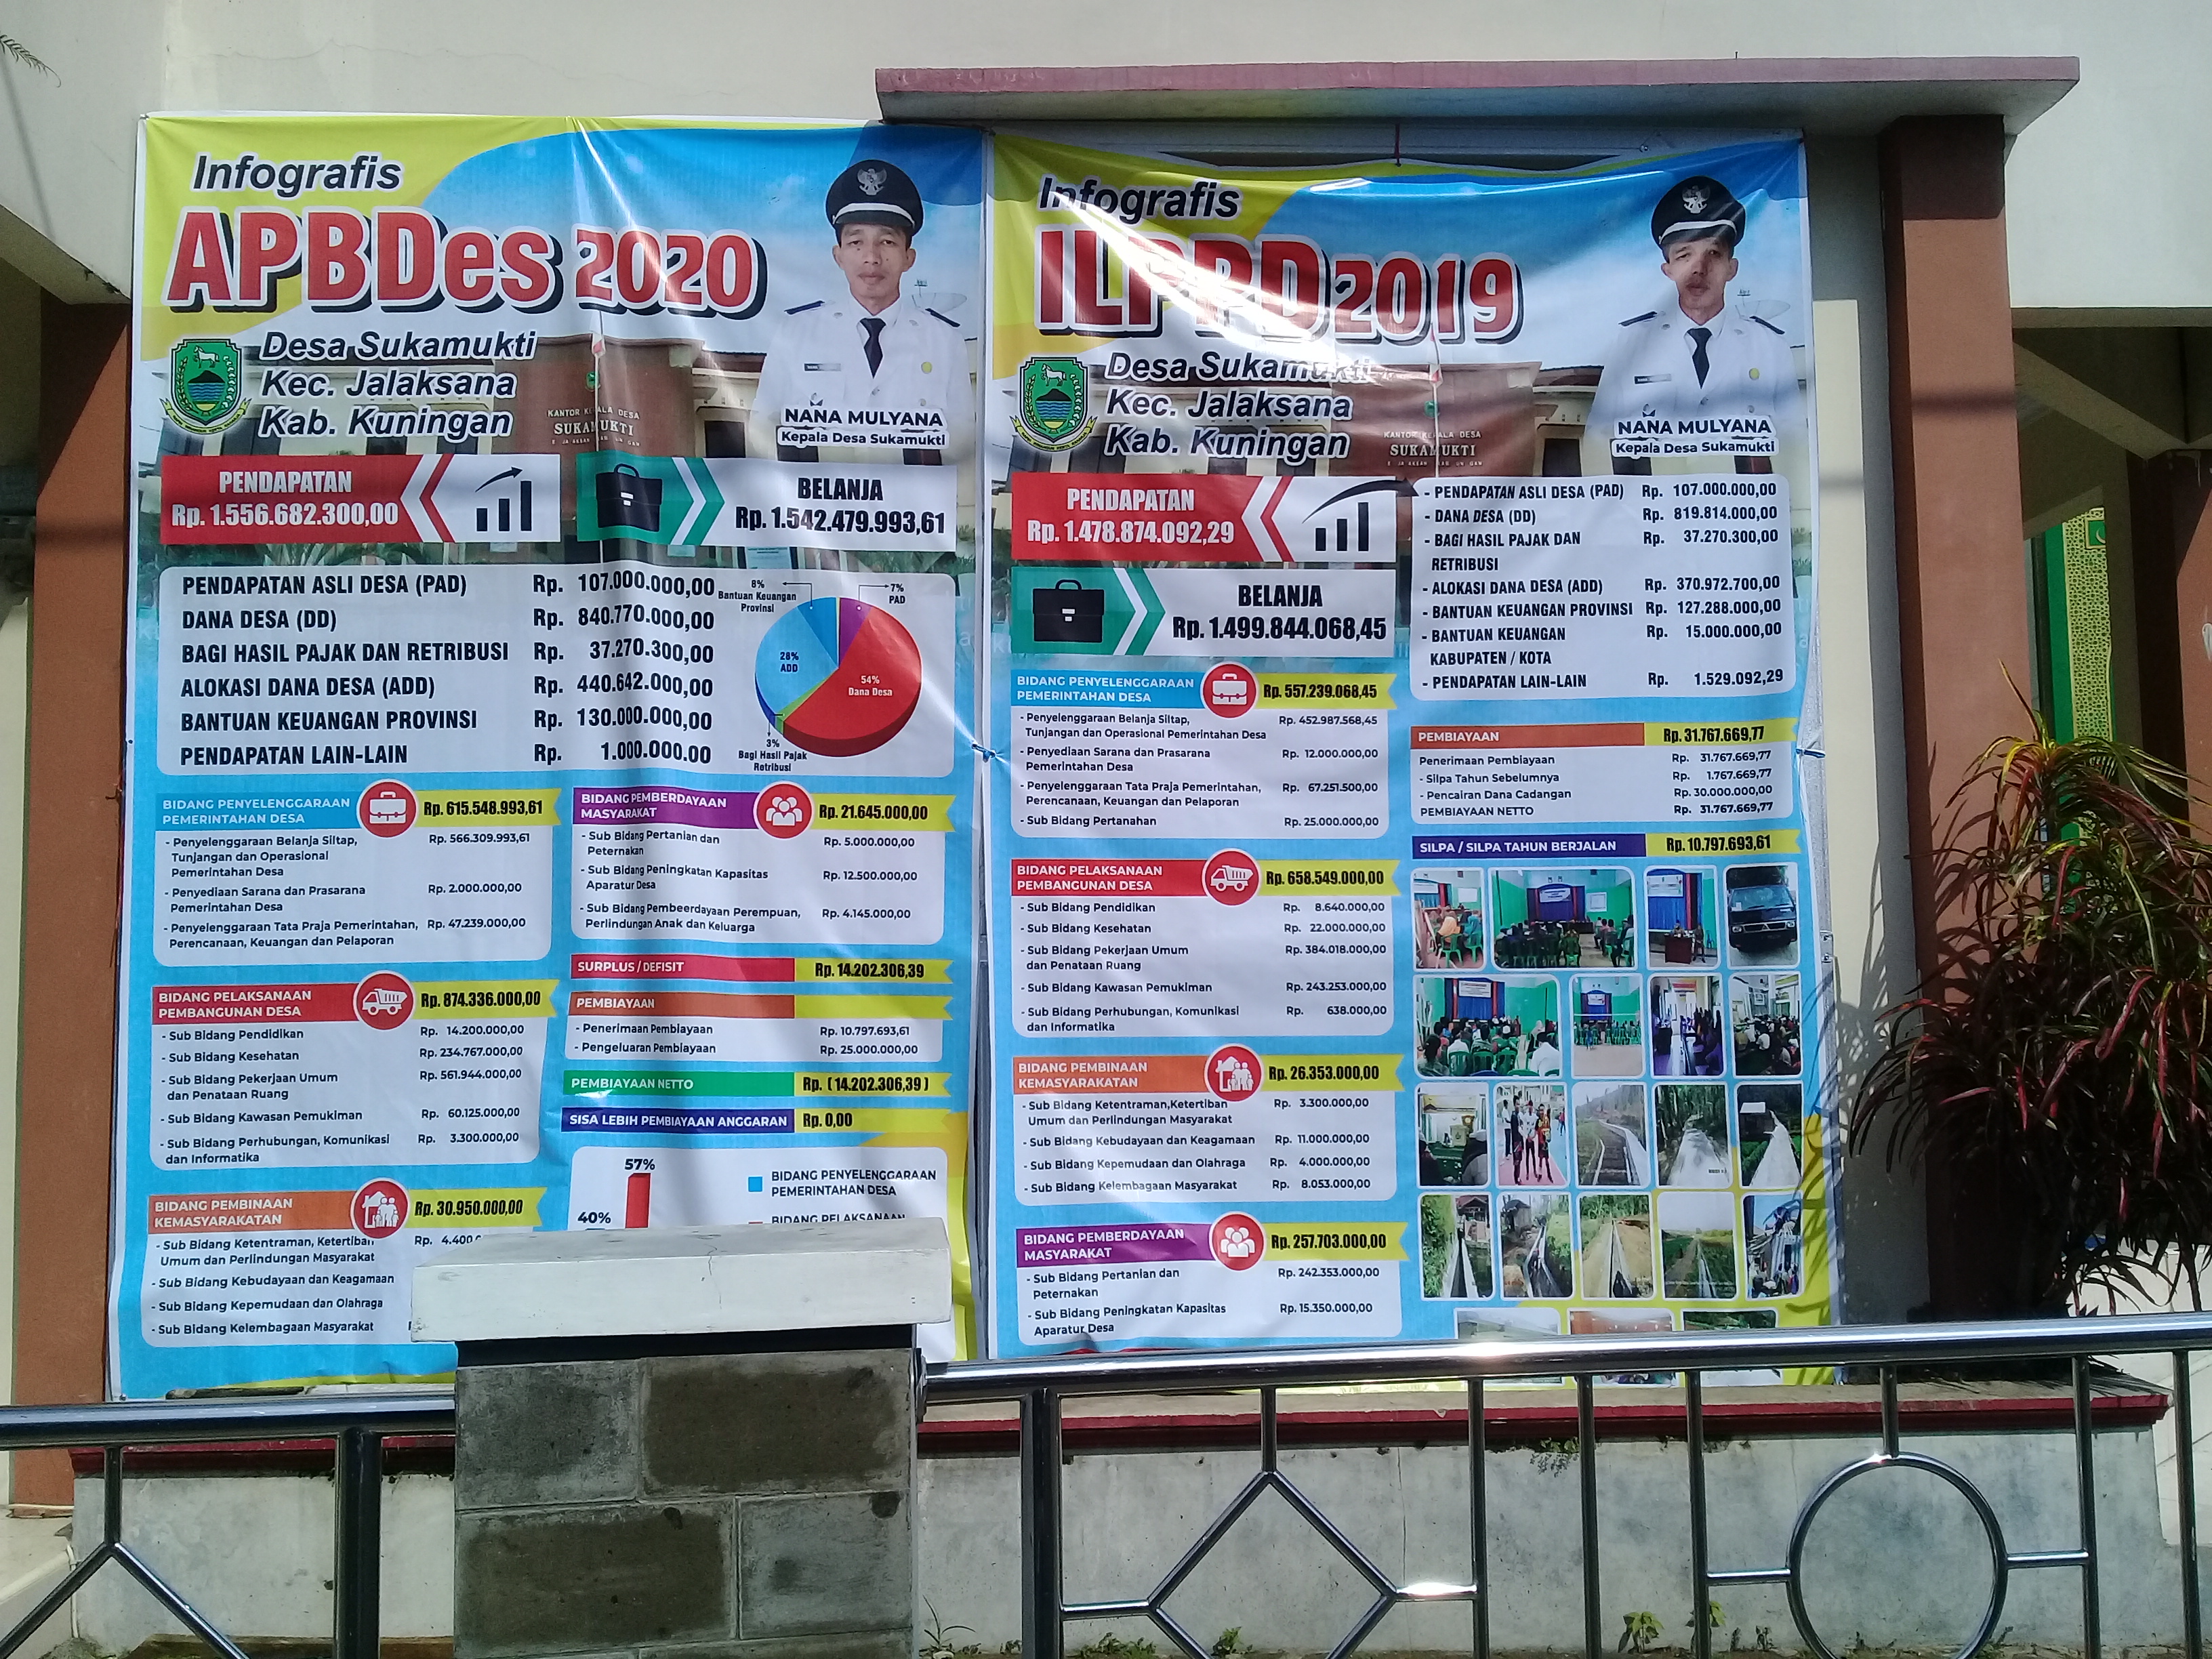 Infografis
APBDes 2020
Desa Sukamukti
Kec. Jalaksana
Kab. Kuningan
KANTOR KEPALA DESA
SUKAMUKTI
NANA MULYANA
Kepala Desa Sukamukti
PENDAPATAN
Rp. 1.556.682.300,00
BELANJA
Rp. 1.542.479.993,61
PENDAPATAN ASLI DESA (PAD) Rp. 107.000.000,00
DANA DESA (DD) Rp. 840.770.000,00
BAGI HASIL PAJAK DAN RETRIBUSI Rp. 37.270.300,00
ALOKASI DANA DESA (ADD) Rp. 440.642.000,00
BANTUAN KEUANGAN PROVINSI Rp. 130.000.000,00
PENDAPATAN LAIN-LAIN Rp. 1.000.000.00
8%
Bantuan Keuangan
Provinsi
7%
PAD
28%
ADD
54%
Dana Desa
3%
Bagi Hasil Pajak
Retribusi
BIDANG PENYELENGGARAAN
PEMERINTAHAN DESA
Rp. 615.548.993,61
- Penyelenggaraan Belanja Siltap, Rp. 566.309.993,61
Tunjangan dan Operasional
Pemerintahan Desa
- Penyediaan Sarana dan Prasarana Rp. 2.000.000,00
Pemerintahan Desa
- Penyelenggaraan Tata Praja Pemerintahan, Rp. 47.239.000,00
Perencanaan, Keuangan dan Pelaporan
BIDANG PELAKSANAAN
PEMBANGUNAN DESA
Rp. 874.336.000,00
- Sub Bidang Pendidikan Rp. 14.200.000,00
- Sub Bidang Kesehatan Rp. 234.767.000,00
- Sub Bidang Pekerjaan Umum Rp. 561.944.000,00
dan Penataan Ruang
- Sub Bidang Kawasan Pemukiman Rp. 60.125.000,00
- Sub Bidang Perhubungan, Komunikasi Rp. 3.300.000,00
dan Informatika
BIDANG PEMBINAAN
KEMASYARAKATAN
Rp. 30.950.000,00
- Sub Bidang Ketentraman, Ketertiban Rp.
Umum dan Perlindungan Masyarakat
- Sub Bidang Kebudayaan dan Keagamaan
- Sub Bidang Kepemudaan dan Olahraga
- Sub Bidang Kelembagaan Masyarakat
BIDANG PEMBERDAYAAN
MASYARAKAT
Rp. 21.645.000,00
- Sub Bidang Pertanian dan Rp. 5.000.000,00
Peternakan
- Sub Bidang Peningkatan Kapasitas Rp. 12.500.000,00
Aparatur Desa
- Sub Bidang Pembeerdayaan Perempuan, Rp. 4.145.000,00
Perlindungan Anak dan Keluarga
SURPLUS / DEFISIT Rp. 14.202.306,39
PEMBIAYAAN
- Penerimaan Pembiayaan Rp. 10.797.693,61
- Pengeluaran Pembiayaan Rp. 25.000.000,00
PEMBIAYAAN NETTO Rp. ( 14.202.306,39 )
SISA LEBIH PEMBIAYAAN ANGGARAN Rp. 0,00
57%
40%
BIDANG PENYELENGGARAAN
PEMERINTAHAN DESA
BIDANG PELAKSANAAN
Infografis
ILPPD 2019
Desa Sukamukti
Kec. Jalaksana
Kab. Kuningan
KANTOR KEPALA DESA
SUKAMUKTI
NANA MULYANA
Kepala Desa Sukamukti
PENDAPATAN
Rp. 1.478.874.092,29
BELANJA
Rp. 1.499.844.068,45
- PENDAPATAN ASLI DESA (PAD) Rp. 107.000.000,00
- DANA DESA (DD) Rp. 819.814.000,00
- BAGI HASIL PAJAK DAN Rp. 37.270.300,00
RETRIBUSI
- ALOKASI DANA DESA (ADD) Rp. 370.972.700,00
- BANTUAN KEUANGAN PROVINSI Rp. 127.288.000,00
- BANTUAN KEUANGAN Rp. 15.000.000,00
KABUPATEN / KOTA
- PENDAPATAN LAIN-LAIN Rp. 1.529.092,29
BIDANG PENYELENGGARAAN
PEMERINTAHAN DESA
Rp. 557.239.068,45
- Penyelenggaraan Belanja Siltap, Rp. 452.987.568,45
Tunjangan dan Operasional Pemerintahan Desa
- Penyediaan Sarana dan Prasarana Rp. 12.000.000,00
Pemerintahan Desa
- Penyelenggaraan Tata Praja Pemerintahan, Rp. 67.251.500,00
Perencanaan, Keuangan dan Pelaporan
- Sub Bidang Pertanahan Rp. 25.000.000,00
BIDANG PELAKSANAAN
PEMBANGUNAN DESA
Rp. 658.549.000,00
- Sub Bidang Pendidikan Rp. 8.640.000,00
- Sub Bidang Kesehatan Rp. 22.000.000,00
- Sub Bidang Pekerjaan Umum Rp. 384.018.000,00
dan Penataan Ruang
- Sub Bidang Kawasan Pemukiman Rp. 243.253.000,00
- Sub Bidang Perhubungan, Komunikasi Rp. 638.000,00
dan Informatika
BIDANG PEMBINAAN
KEMASYARAKATAN
Rp. 26.353.000,00
- Sub Bidang Ketentraman,Ketertiban Rp. 3.300.000,00
Umum dan Perlindungan Masyarakat
- Sub Bidang Kebudayaan dan Keagamaan Rp. 11.000.000,00
- Sub Bidang Kepemudaan dan Olahraga Rp. 4.000.000,00
- Sub Bidang Kelembagaan Masyarakat Rp. 8.053.000,00
BIDANG PEMBERDAYAAN
MASYARAKAT
Rp. 257.703.000,00
- Sub Bidang Pertanian dan Rp. 242.353.000,00
Peternakan
- Sub Bidang Peningkatan Kapasitas Rp. 15.350.000,00
Aparatur Desa
PEMBIAYAAN Rp. 31.767.669,77
Penerimaan Pembiayaan Rp. 31.767.669,77
- Silpa Tahun Sebelumnya Rp. 1.767.669,77
- Pencairan Dana Cadangan Rp. 30.000.000,00
PEMBIAYAAN NETTO Rp. 31.767.669,77
SILPA / SILPA TAHUN BERJALAN Rp. 10.797.693,61